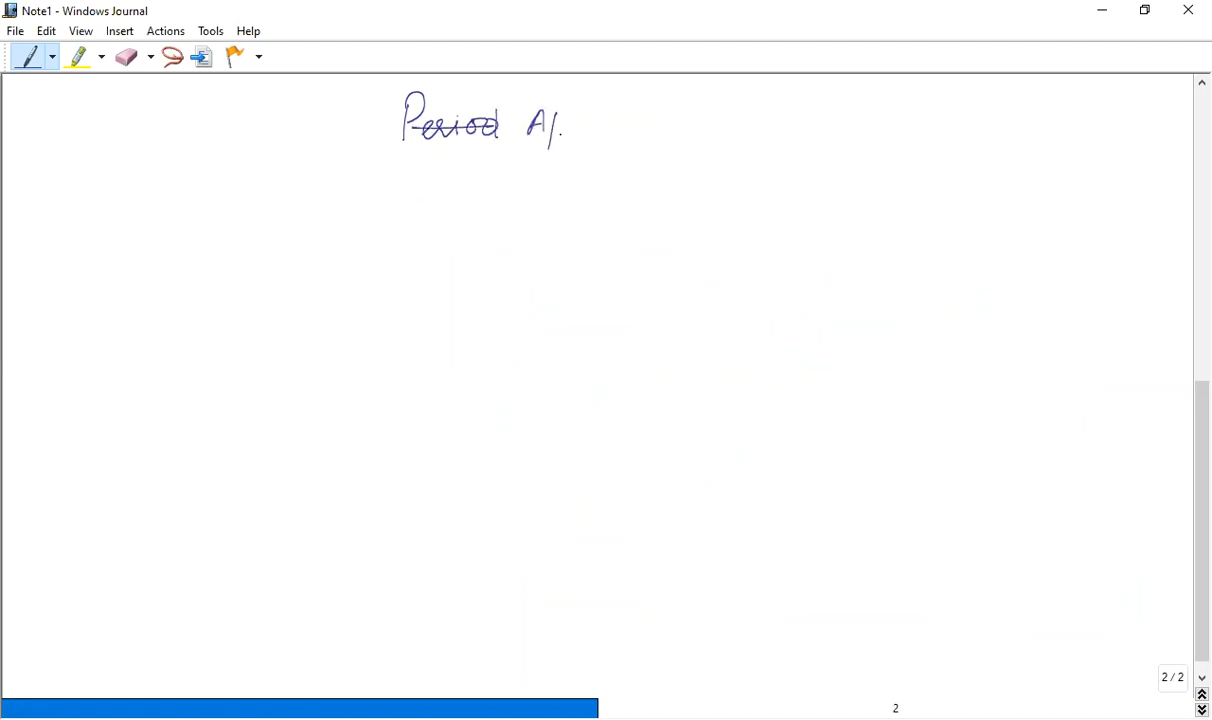 Note1 - Windows Journal
File Edit View Insert Actions Tools Help
Period A/.
2 / 2
2